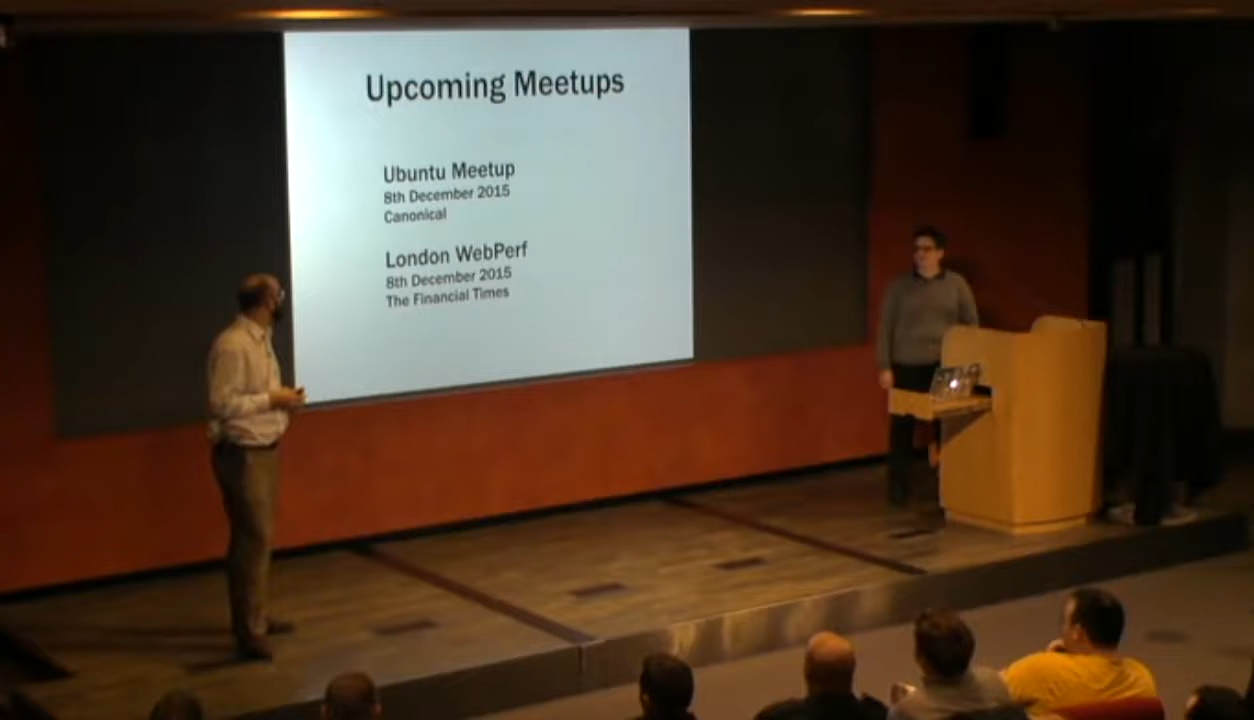 Upcoming Meetups
Ubuntu Meetup
8th December 2015
Canonical
London WebPerf
8th December 2015
The Financial Times